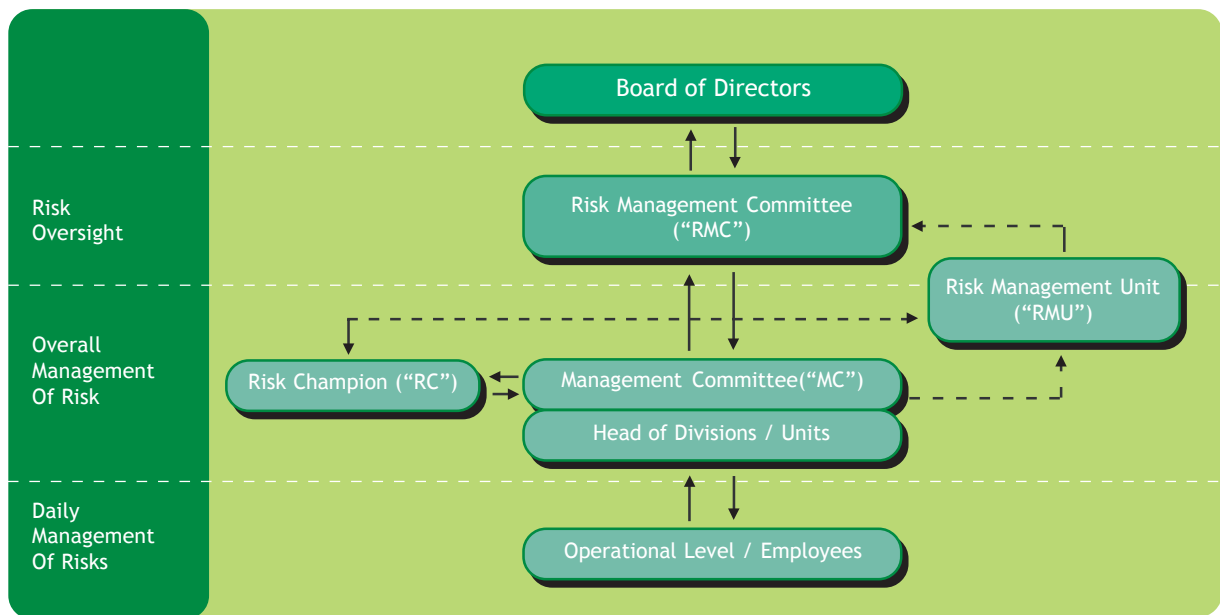 Board of Directors
Risk
Oversight
Risk Management Committee
(“RMC”)
Risk Management Unit
(“RMU”)
Overall
Management
Of Risk
Risk Champion (“RC”)
Management Committee(“MC”)
Head of Divisions / Units
Daily
Management
Of Risks
Operational Level / Employees